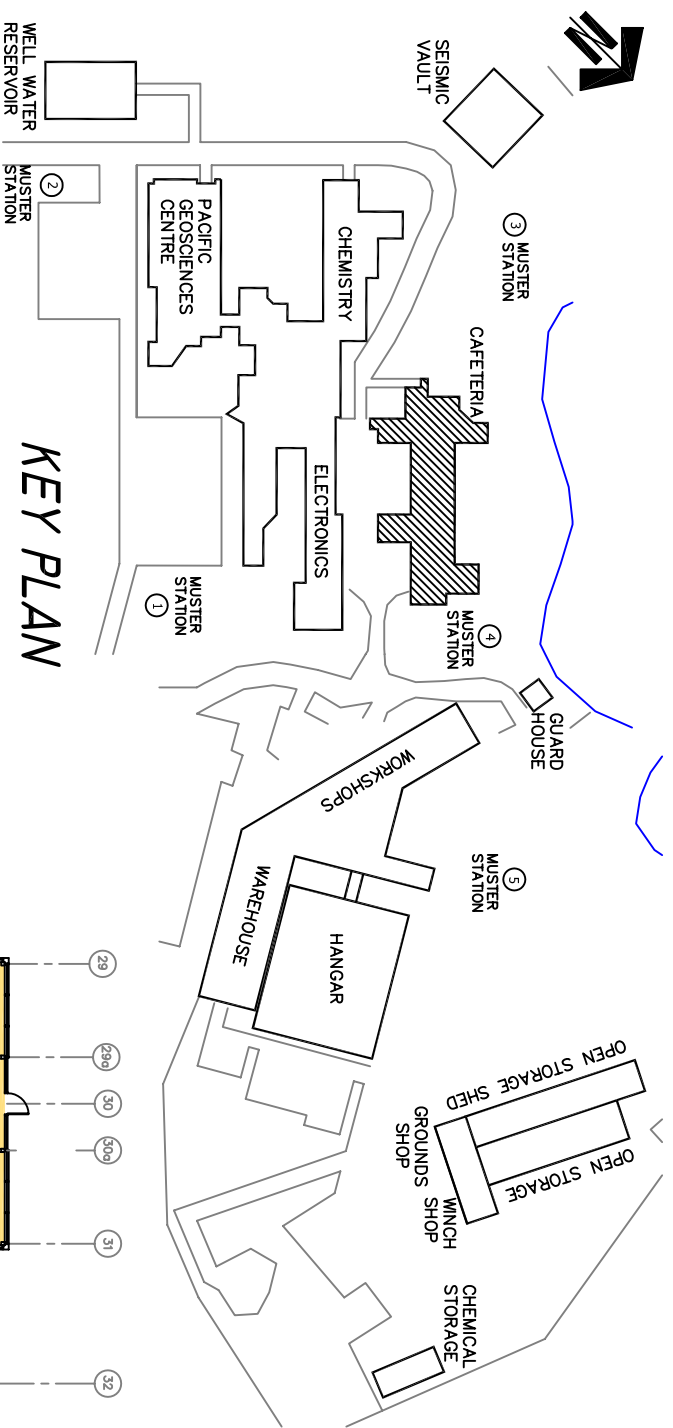 N
SEISMIC
VAULT
WELL WATER
RESERVOIR
2
MUSTER
STATION
3
MUSTER
STATION
PACIFIC
GEOSCIENCES
CENTRE
CHEMISTRY
CAFETERIA
ELECTRONICS
KEY PLAN
1
MUSTER
STATION
4
MUSTER
STATION
GUARD
HOUSE
WORKSHOPS
WAREHOUSE
HANGAR
5
MUSTER
STATION
OPEN STORAGE SHED
OPEN STORAGE
GROUNDS
SHOP
WINCH
SHOP
CHEMICAL
STORAGE
29
29a
30
30a
31
32